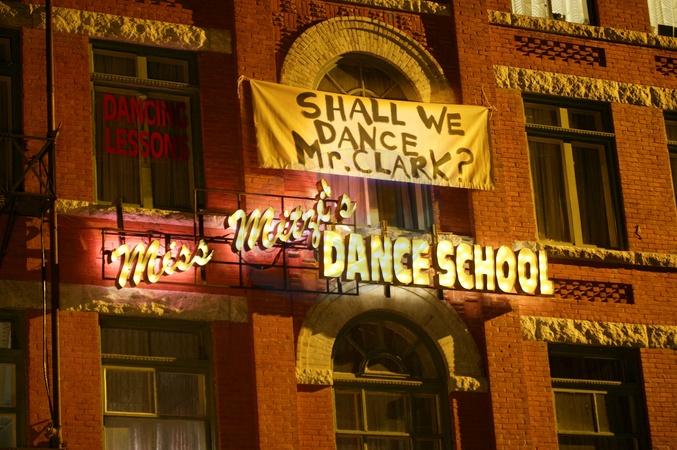 SHALL WE
DANCE
Mr. CLARK?
DANCING
LESSONS
Miss Mitzi's
DANCE SCHOOL